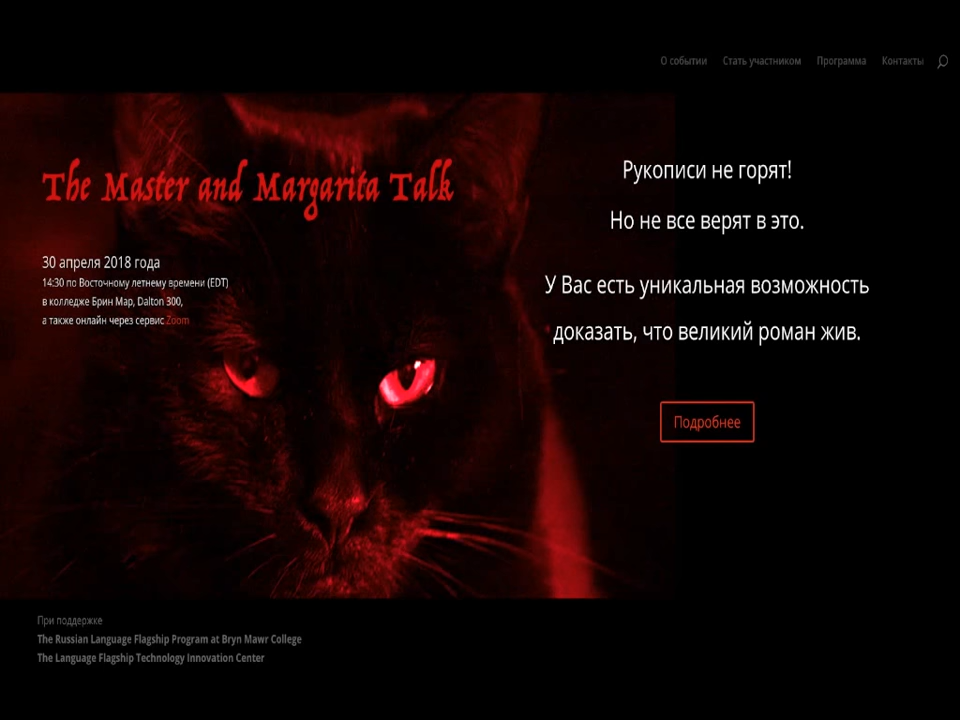 О событии Стать участником Программа Контакты
The Master and Margarita Talk
30 апреля 2018 года
14:30 по Восточному летнему времени (EDT)
в колледже Брин Мар, Dalton 300,
а также онлайн через сервис Zoom
Рукописи не горят!
Но не все верят в это.
У Вас есть уникальная возможность
доказать, что великий роман жив.
Подробнее
При поддержке
The Russian Language Flagship Program at Bryn Mawr College
The Language Flagship Technology Innovation Center